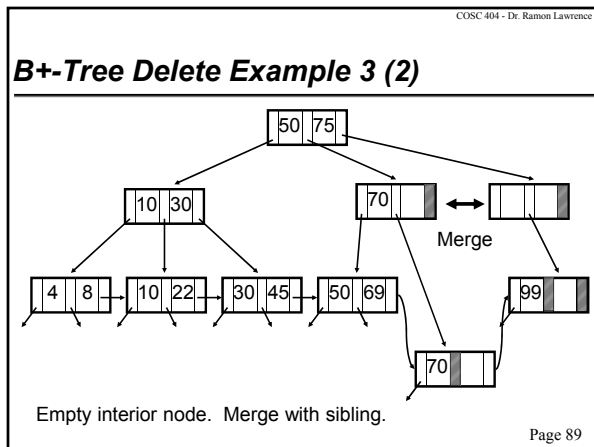 COSC 404 - Dr. Ramon Lawrence
B+-Tree Delete Example 3 (2)
50 75
10 30
70
Merge
4 8
10 22
30 45
50 69
99
70
Empty interior node. Merge with sibling.
Page 89